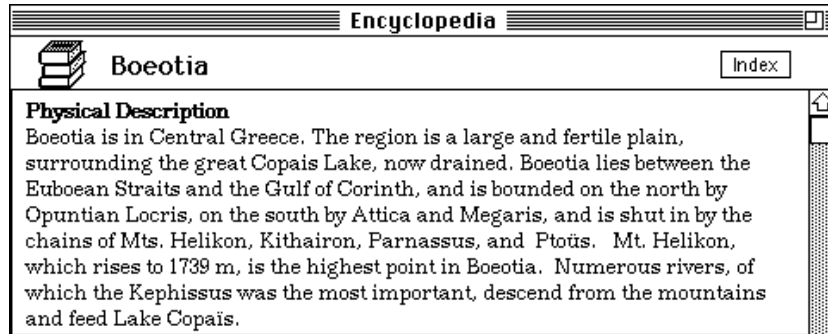 Encyclopedia
Boeotia
Index
Physical Description
Boeotia is in Central Greece. The region is a large and fertile plain,
surrounding the great Copais Lake, now drained. Boeotia lies between the
Euboean Straits and the Gulf of Corinth, and is bounded on the north by
Opuntian Locris, on the south by Attica and Megaris, and is shut in by the
chains of Mts. Helikon, Kithairon, Parnassus, and  Ptoüs.   Mt. Helikon,
which rises to 1739 m, is the highest point in Boeotia.  Numerous rivers, of
which the Kephissus was the most important, descend from the mountains
and feed Lake Copaïs.